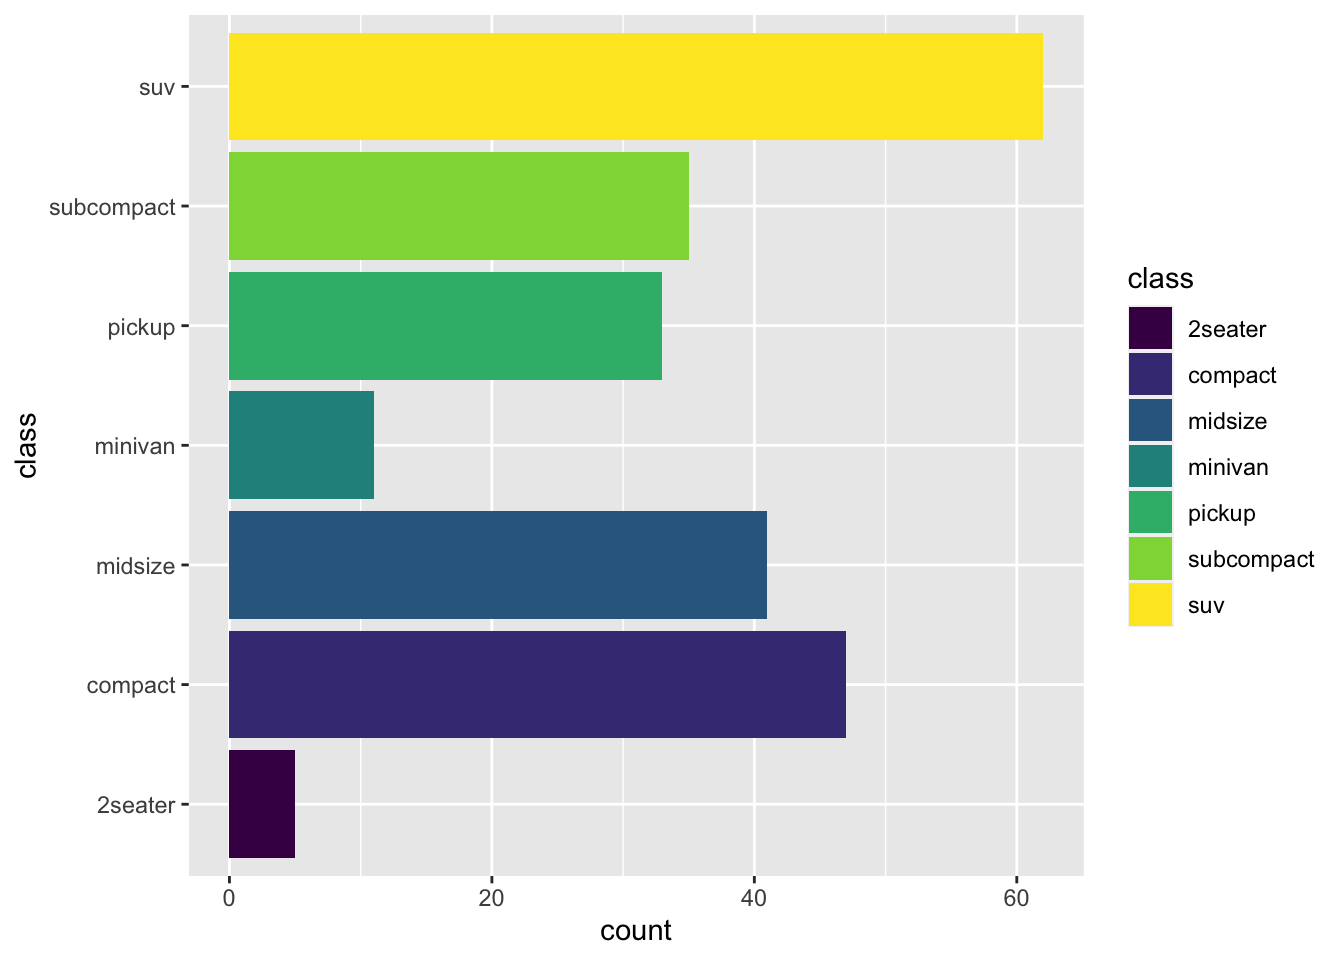 suv
subcompact
pickup
minivan
midsize
compact
2seater
class
0 20 40 60
count
class
2seater
compact
midsize
minivan
pickup
subcompact
suv